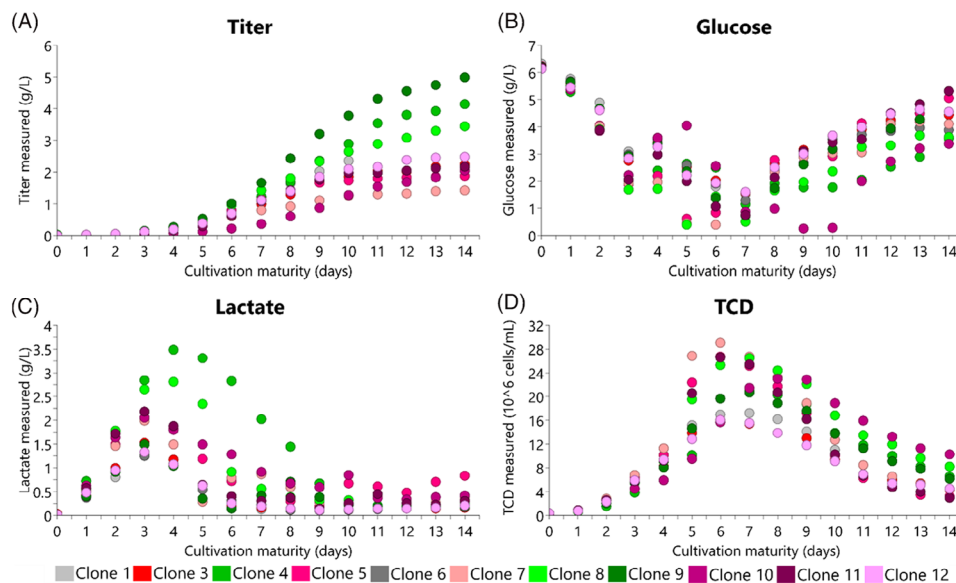 (A) Titer
Titer measured (g/L)
6
5
4
3
2
1
0
0 1 2 3 4 5 6 7 8 9 10 11 12 13 14
Cultivation maturity (days)
(B) Glucose
Glucose measured (g/L)
7
6
5
4
3
2
1
0
0 1 2 3 4 5 6 7 8 9 10 11 12 13 14
Cultivation maturity (days)
(C) Lactate
Lactate measured (g/L)
4
3.5
3
2.5
2
1.5
1
0.5
0
0 1 2 3 4 5 6 7 8 9 10 11 12 13 14
Cultivation maturity (days)
(D) TCD
TCD measured (10^6 cells/mL)
32
28
24
20
16
12
8
4
0
0 1 2 3 4 5 6 7 8 9 10 11 12 13 14
Cultivation maturity (days)
Clone 1 Clone 3 Clone 4 Clone 5 Clone 6 Clone 7 Clone 8 Clone 9 Clone 10 Clone 11 Clone 12